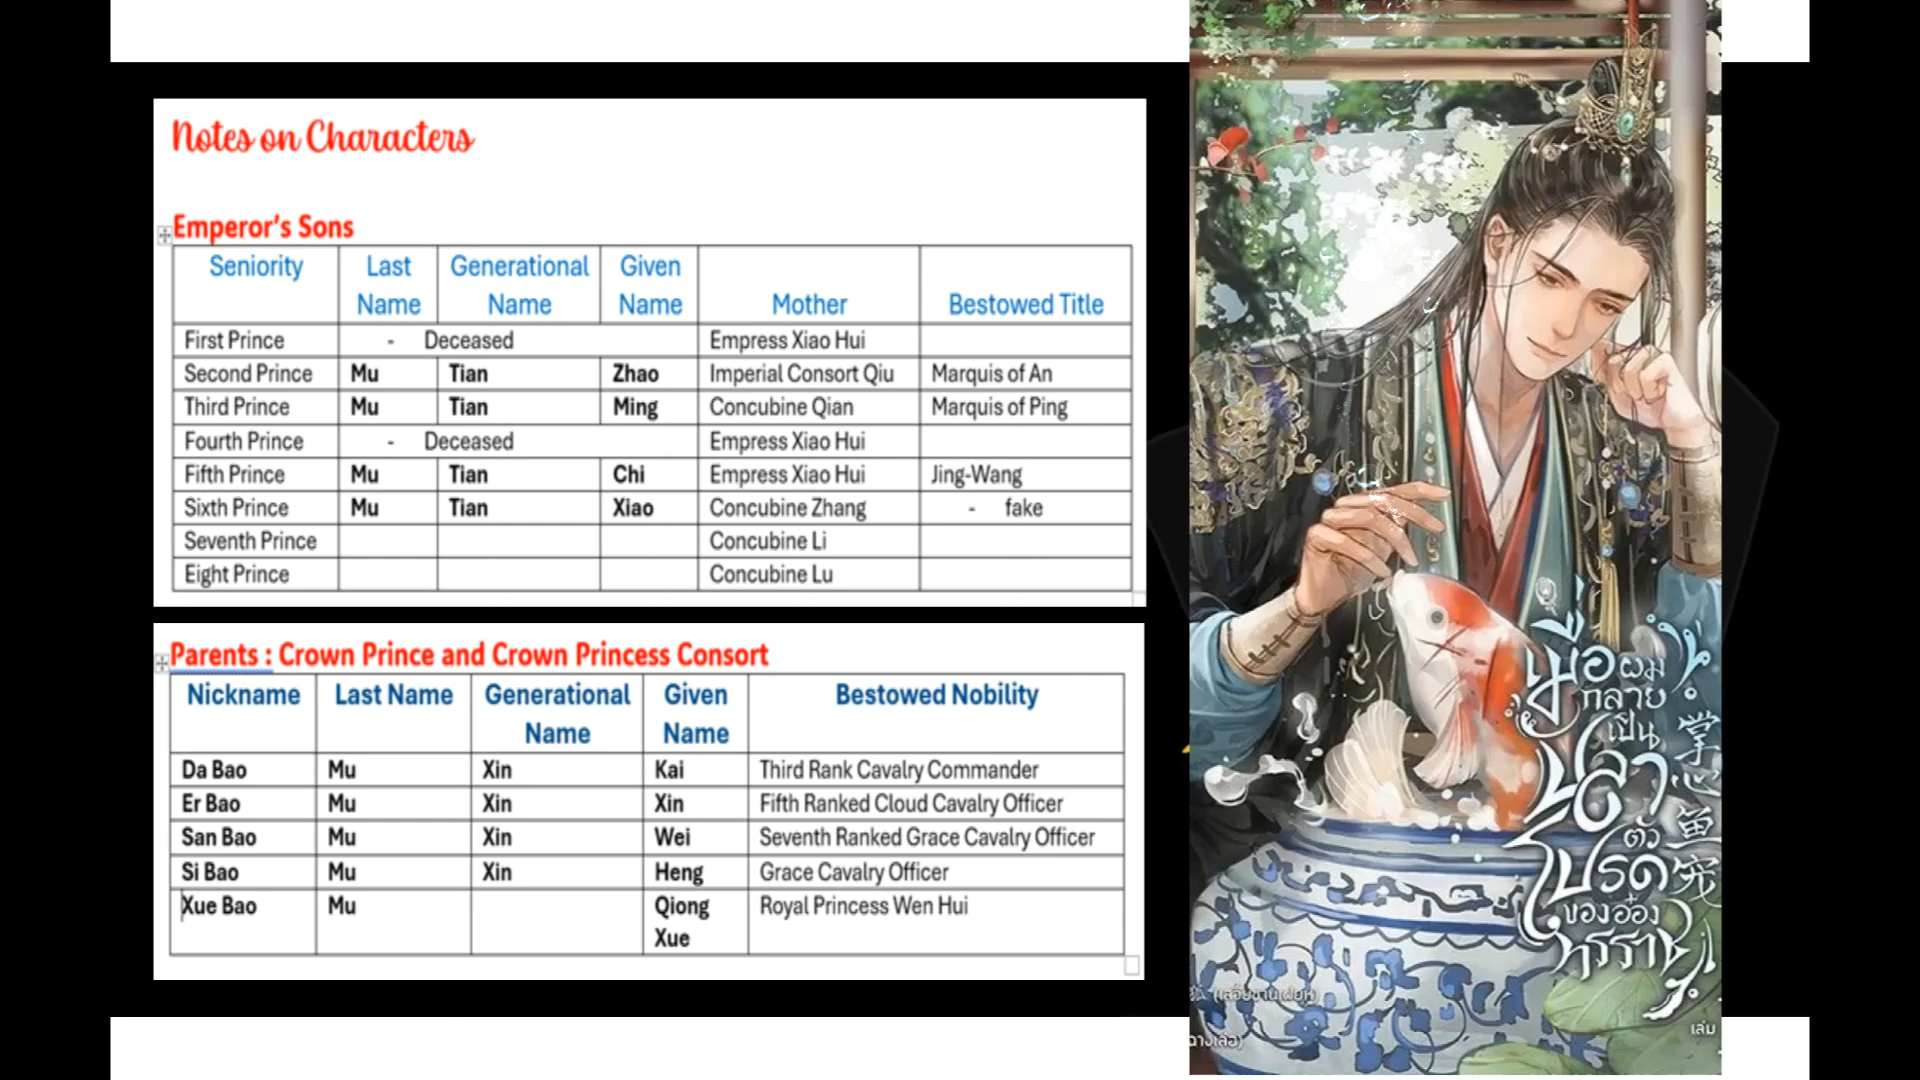 Notes on Characters
Emperor's Sons
Seniority Last Name Generational Name Given Name Mother Bestowed Title
First Prince - Deceased Empress Xiao Hui
Second Prince Mu Tian Zhao Imperial Consort Qiu Marquis of An
Third Prince Mu Tian Ming Concubine Qian Marquis of Ping
Fourth Prince - Deceased Empress Xiao Hui
Fifth Prince Mu Tian Chi Empress Xiao Hui Jing-Wang
Sixth Prince Mu Tian Xiao Concubine Zhang - fake
Seventh Prince Concubine Li
Eight Prince Concubine Lu
Parents : Crown Prince and Crown Princess Consort
Nickname Last Name Generational Name Given Name Bestowed Nobility
Da Bao Mu Xin Kai Third Rank Cavalry Commander
Er Bao Mu Xin Xin Fifth Ranked Cloud Cavalry Officer
San Bao Mu Xin Wei Seventh Ranked Grace Cavalry Officer
Si Bao Mu Xin Heng Grace Cavalry Officer
Xue Bao Mu Qiong Xue Royal Princess Wen Hui
เมื่อผม
กลาย
เป็น
ปลา
ตัว
โปรด
ของอ๋อง
ทรราช
掌心鱼宠
เล่ม